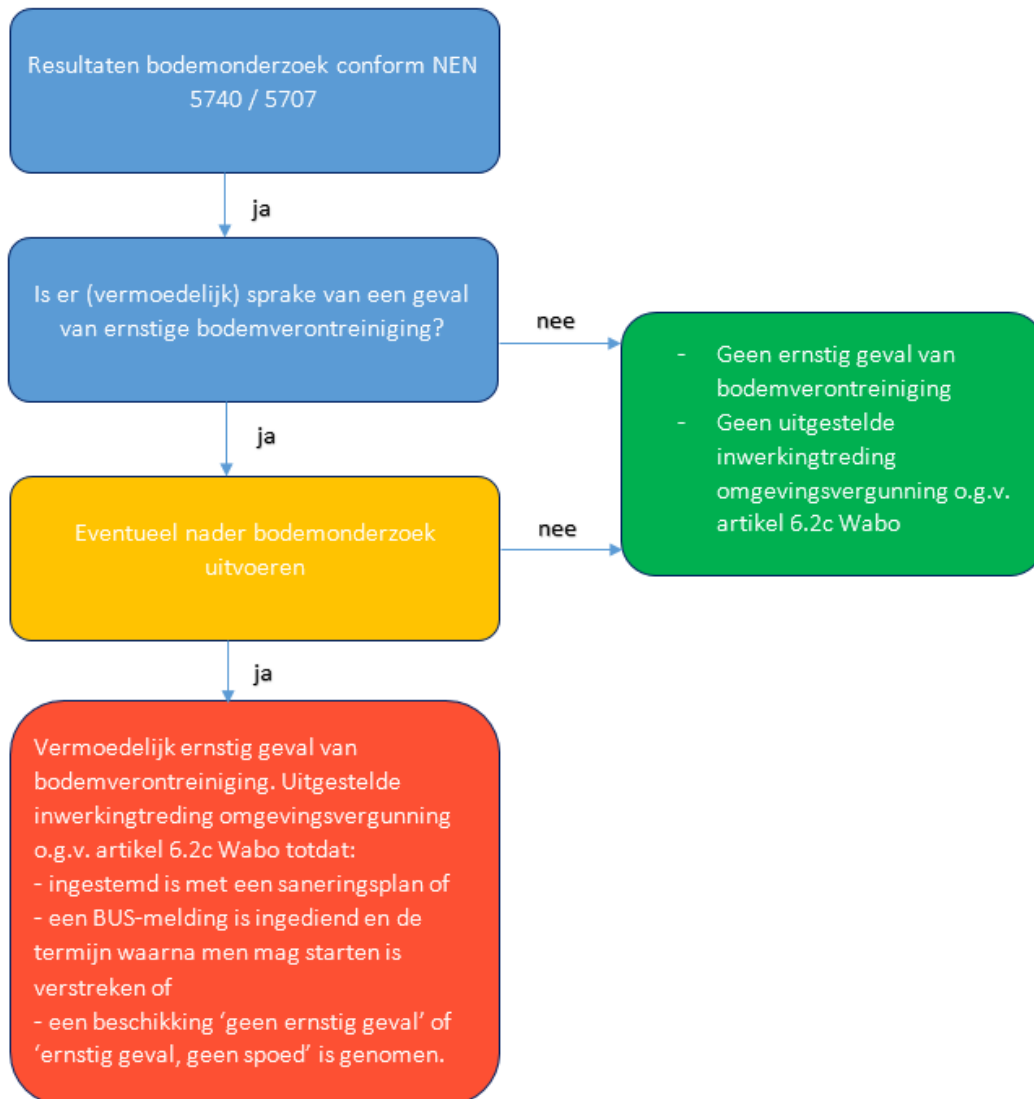 Resultaten bodemonderzoek conform NEN
5740 / 5707
ja
Is er (vermoedelijk) sprake van een geval
van ernstige bodemverontreiniging?
nee
- Geen ernstig geval van
bodemverontreiniging
- Geen uitgestelde
inwerkingtreding
omgevingsvergunning o.g.v.
artikel 6.2c Wabo
ja
Eventueel nader bodemonderzoek
uitvoeren
nee
ja
Vermoedelijk ernstig geval van
bodemverontreiniging. Uitgestelde
inwerkingtreding omgevingsvergunning
o.g.v. artikel 6.2c Wabo totdat:
- ingestemd is met een saneringsplan of
- een BUS-melding is ingediend en de
termijn waarna men mag starten is
verstreken of
- een beschikking ‘geen ernstig geval’ of
‘ernstig geval, geen spoed’ is genomen.